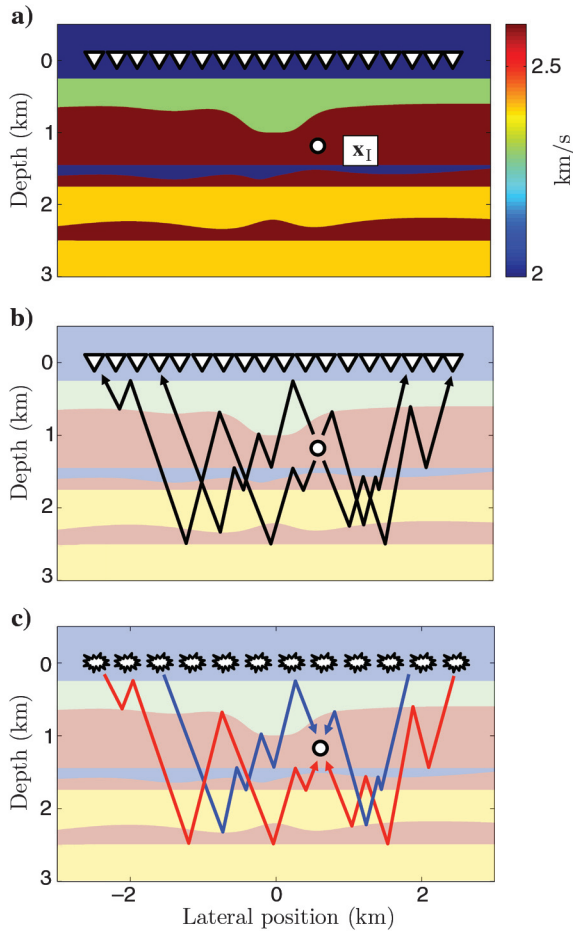 a)
0
1
2
3
Depth (km)
x_I
2.5
2
km/s
b)
0
1
2
3
Depth (km)
c)
0
1
2
3
Depth (km)
−2
0
2
Lateral position (km)